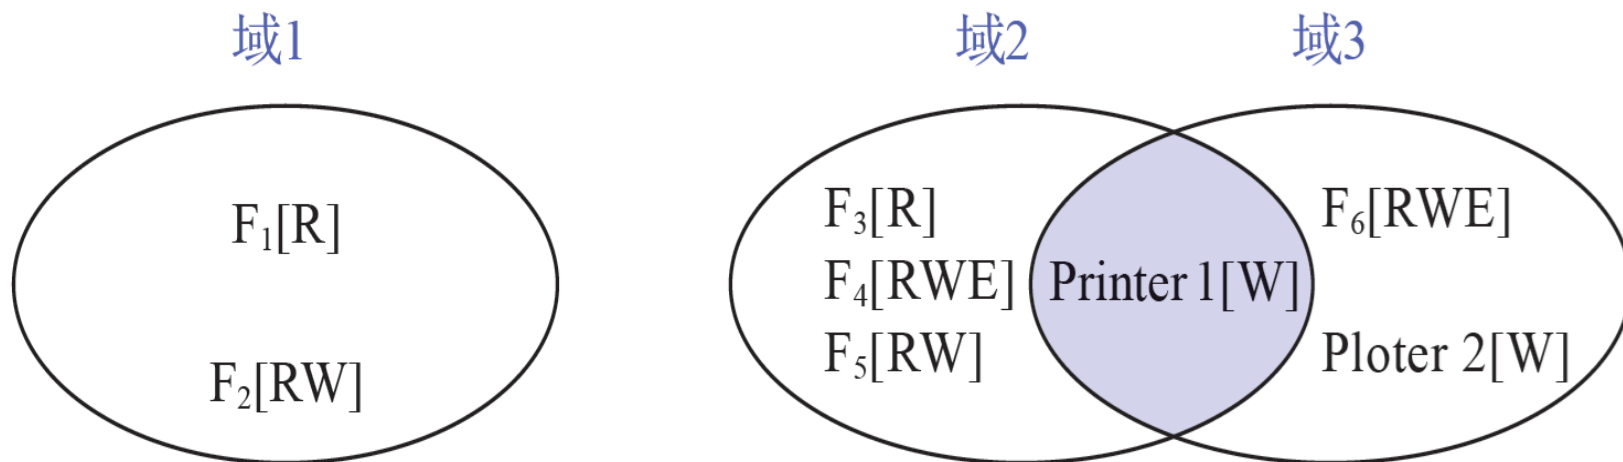 域1
F₁[R]
F₂[RW]
域2
F₃[R]
F₄[RWE]
F₅[RW]
Printer 1[W]
域3
F₆[RWE]
Ploter 2[W]